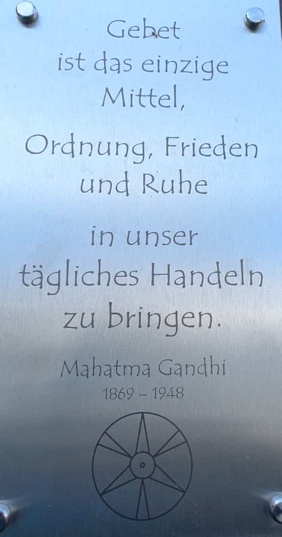 Gebet
ist das einzige
Mittel,
Ordnung, Frieden
und Ruhe
in unser
tägliches Handeln
zu bringen.
Mahatma Gandhi
1869 – 1948